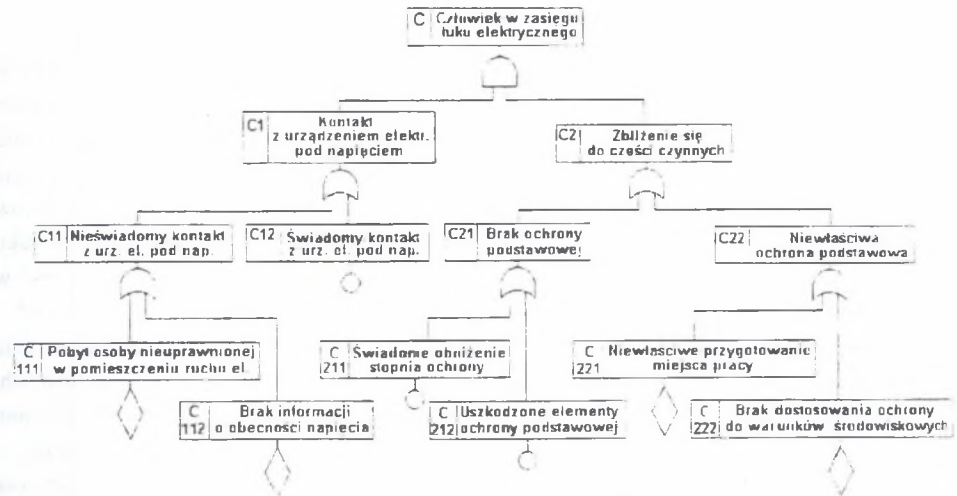 C Człowiek w zasięgu
łuku elektrycznego
C1 Kontakt
z urządzeniem elektr.
pod napięciem
C2 Zbliżenie się
do części czynnych
C11 Nieświadomy kontakt
z urz. el. pod nap.
C12 Świadomy kontakt
z urz. el. pod nap.
C21 Brak ochrony
podstawowej
C22 Niewłaściwa
ochrona podstawowa
C Pobyt osoby nieuprawnionej
111 w pomieszczeniu ruchu el.
C Świadome obniżenie
211 stopnia ochrony
C Niewłaściwe przygotowanie
221 miejsca pracy
C Brak informacji
112 o obecności napięcia
C Uszkodzone elementy
212 ochrony podstawowej
C Brak dostosowania ochrony
222 do warunków środowiskowych